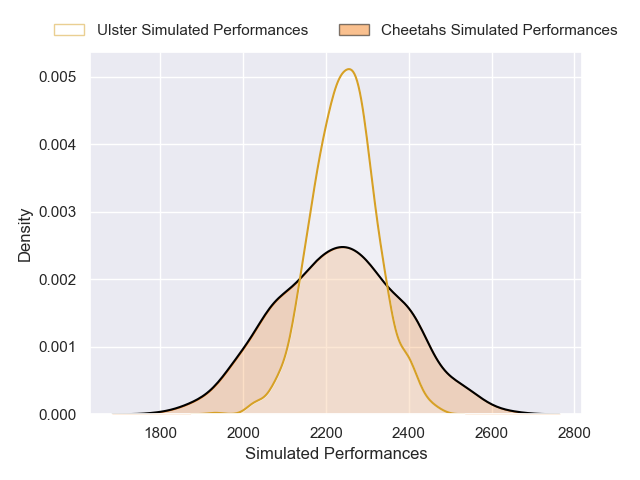 Ulster Simulated Performances Cheetahs Simulated Performances
0.005
0.004
0.003
0.002
0.001
0.000
Density
1800 2000 2200 2400 2600 2800
Simulated Performances